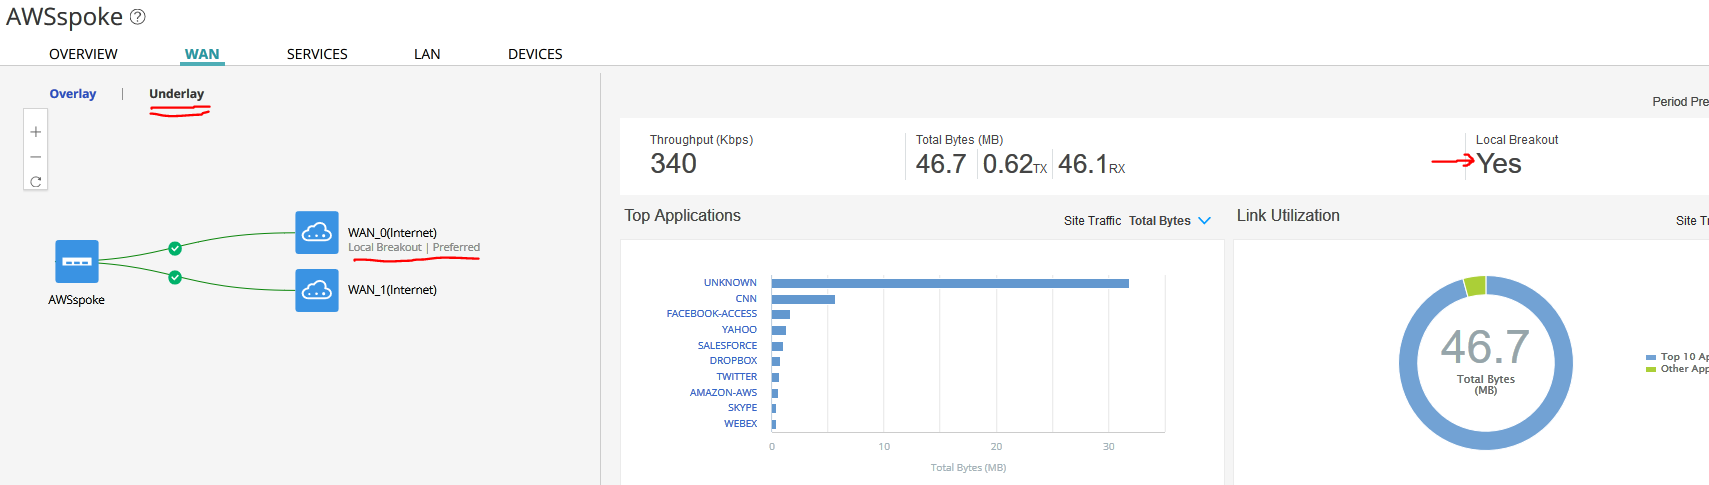 AWSspoke ?
OVERVIEW WAN SERVICES LAN DEVICES
Overlay | Underlay
Period Pre
Throughput (Kbps)
340
Total Bytes (MB)
46.7 0.62TX 46.1RX
Local Breakout
Yes
WAN_0(Internet)
Local Breakout | Preferred
WAN_1(Internet)
AWSspoke
Top Applications
Site Traffic Total Bytes
UNKNOWN
CNN
FACEBOOK-ACCESS
YAHOO
SALESFORCE
DROPBOX
TWITTER
AMAZON-AWS
SKYPE
WEBEX
0 10 20 30
Total Bytes (MB)
Link Utilization
Site Tr
46.7
Total Bytes
(MB)
Top 10 Ap
Other App